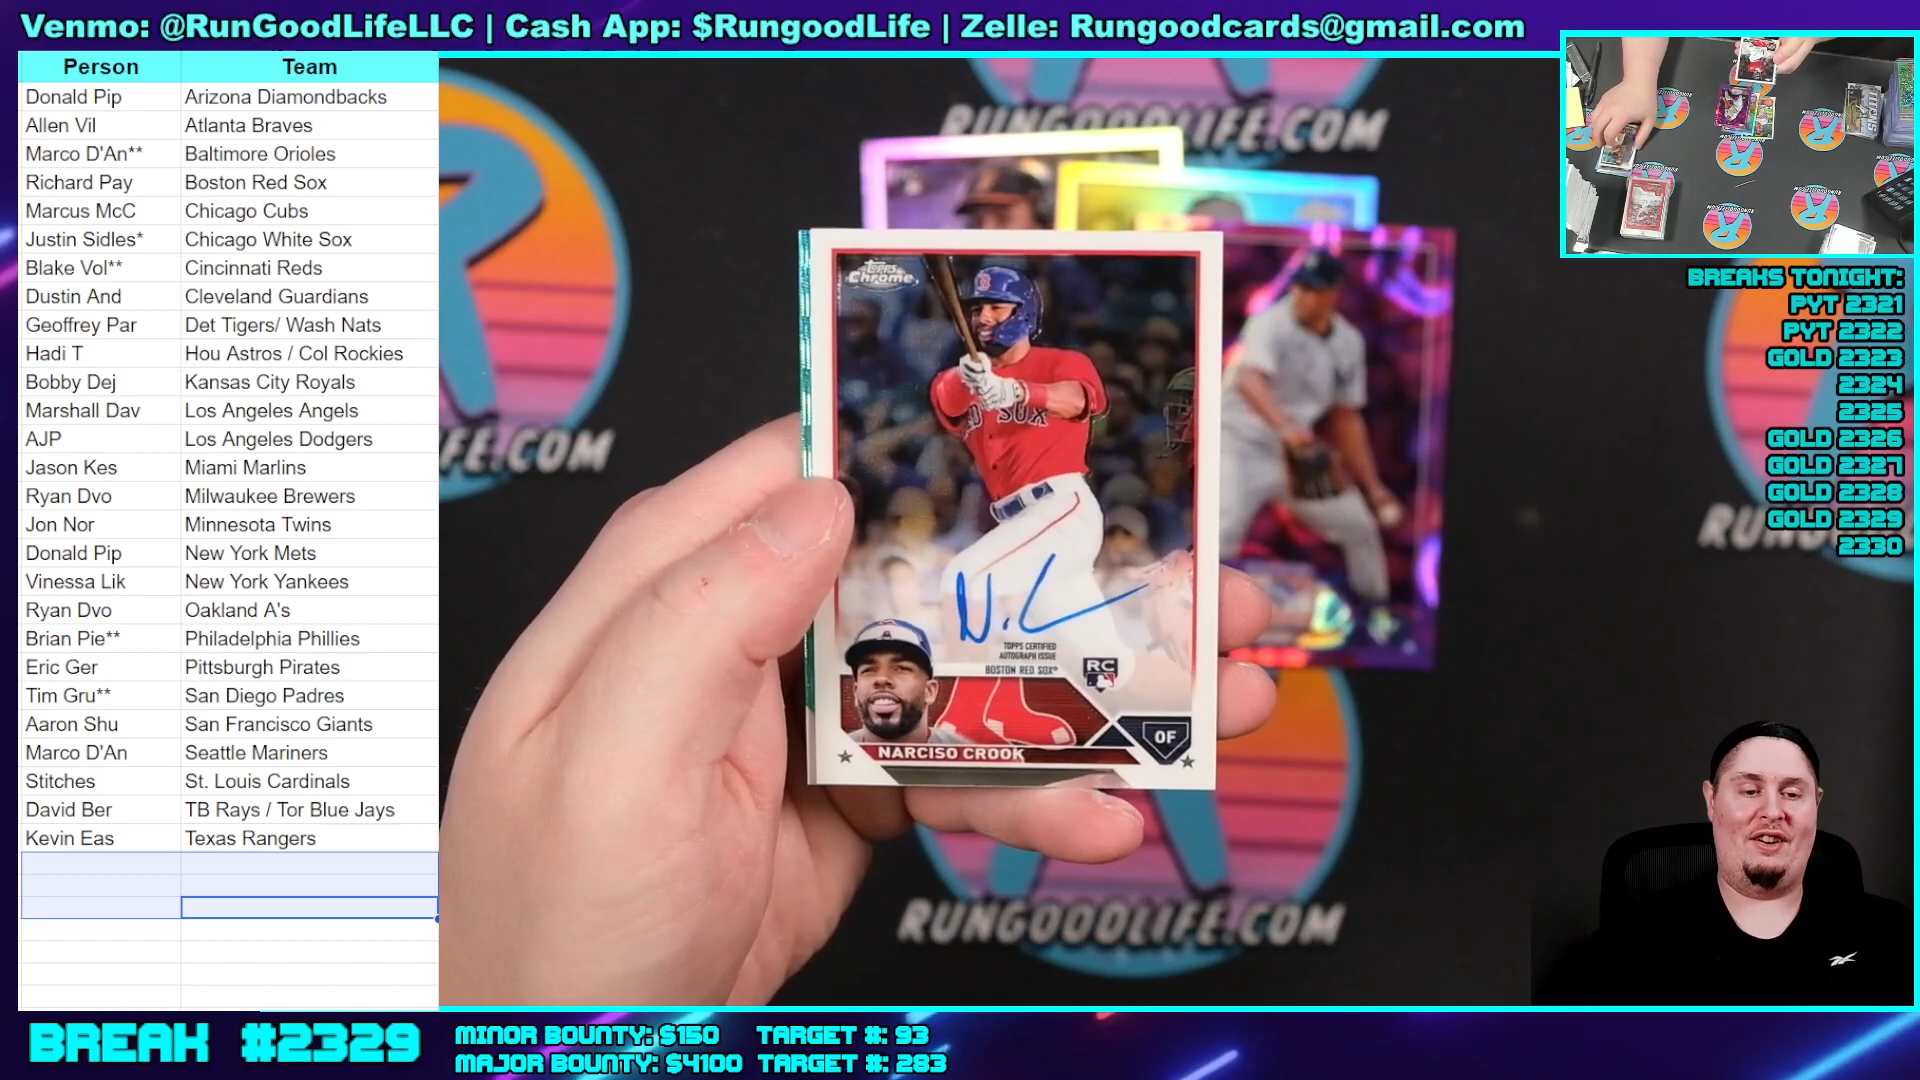 Venmo: @RunGoodLifeLLC | Cash App: $RungoodLife | Zelle: Rungoodcards@gmail.com
Person Team
Donald Pip Arizona Diamondbacks
Allen Vil Atlanta Braves
Marco D'An** Baltimore Orioles
Richard Pay Boston Red Sox
Marcus McC Chicago Cubs
Justin Sidles* Chicago White Sox
Blake Vol** Cincinnati Reds
Dustin And Cleveland Guardians
Geoffrey Par Det Tigers/ Wash Nats
Hadi T Hou Astros / Col Rockies
Bobby Dej Kansas City Royals
Marshall Dav Los Angeles Angels
AJP Los Angeles Dodgers
Jason Kes Miami Marlins
Ryan Dvo Milwaukee Brewers
Jon Nor Minnesota Twins
Donald Pip New York Mets
Vinessa Lik New York Yankees
Ryan Dvo Oakland A's
Brian Pie** Philadelphia Phillies
Eric Ger Pittsburgh Pirates
Tim Gru** San Diego Padres
Aaron Shu San Francisco Giants
Marco D'An Seattle Mariners
Stitches St. Louis Cardinals
David Ber TB Rays / Tor Blue Jays
Kevin Eas Texas Rangers
RUNGOODLIFE.COM
FE.COM
Topps
Chrome
B
RED SOX
N.C
TOPPS CERTIFIED
AUTOGRAPH ISSUE
BOSTON RED SOX
RC
OF
NARCISO CROOK
RUNGOODLIFE.COM
BREAKS TONIGHT:
PYT 2321
PYT 2322
GOLD 2323
2324
2325
GOLD 2326
GOLD 2327
GOLD 2328
GOLD 2329
2330
BREAK #2329
MINOR BOUNTY: $150 TARGET #: 93
MAJOR BOUNTY: $4100 TARGET #: 283